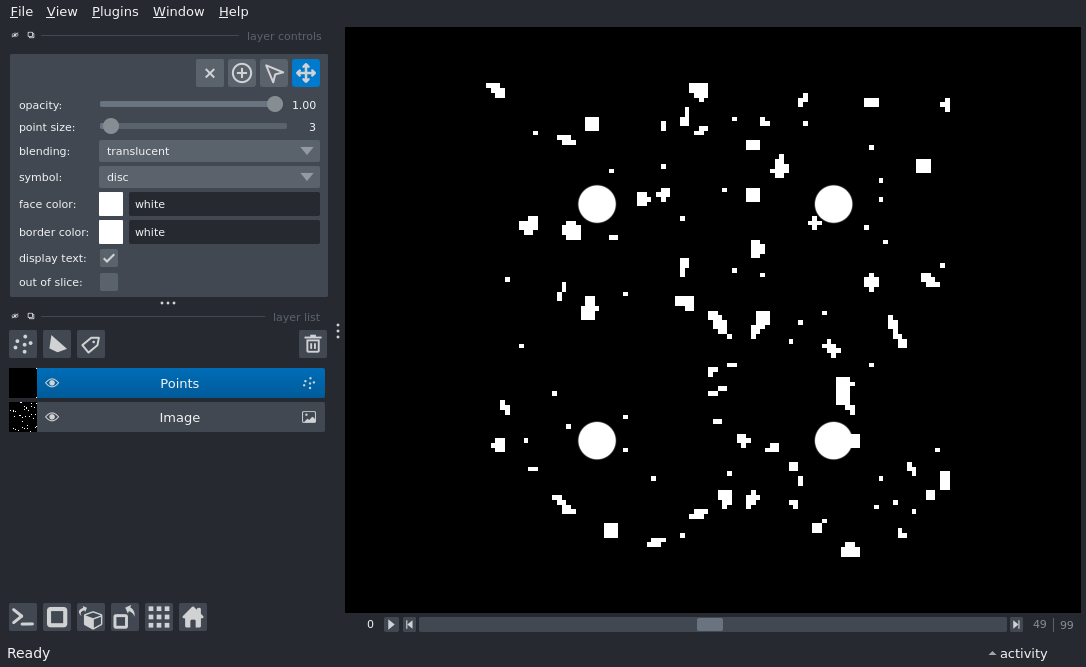 File View Plugins Window Help
layer controls
opacity: 1.00
point size: 3
blending: translucent
symbol: disc
face color: white
border color: white
display text:
out of slice:
layer list
Points
Image
0 49 | 99
Ready activity